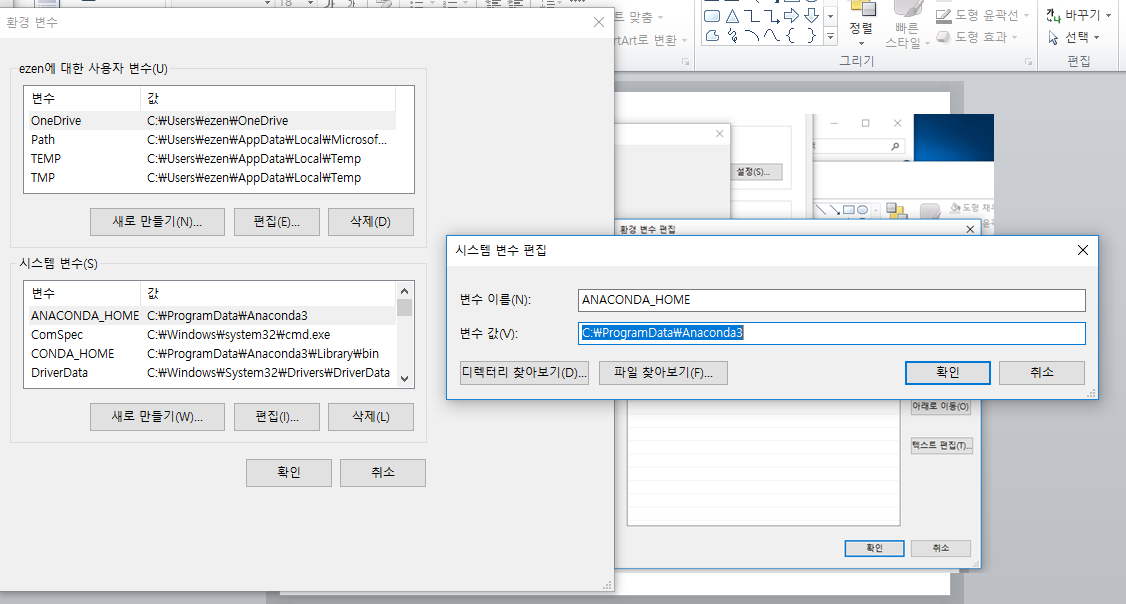 환경 변수
ezen에 대한 사용자 변수(U)
변수 값
OneDrive C:₩Users₩ezen₩OneDrive
Path C:₩Users₩ezen₩AppData₩Local₩Microsof...
TEMP C:₩Users₩ezen₩AppData₩Local₩Temp
TMP C:₩Users₩ezen₩AppData₩Local₩Temp
새로 만들기(N)... 편집(E)... 삭제(D)
시스템 변수(S)
변수 값
ANACONDA_HOME C:₩ProgramData₩Anaconda3
ComSpec C:₩Windows₩system32₩cmd.exe
CONDA_HOME C:₩ProgramData₩Anaconda3₩Library₩bin
DriverData C:₩Windows₩System32₩Drivers₩DriverData
새로 만들기(W)... 편집(I)... 삭제(L)
확인 취소
트 맞춤
rtArt로 변환
정렬
빠른
스타일
도형 윤곽선
도형 효과
그리기
바꾸기
선택
편집
설정(S)...
도형 채우
환경 변수 편집
시스템 변수 편집
변수 이름(N): ANACONDA_HOME
변수 값(V): C:₩ProgramData₩Anaconda3
디렉터리 찾아보기(D)... 파일 찾아보기(F)... 확인 취소
아래로 이동(O)
텍스트 편집(T)...
확인 취소